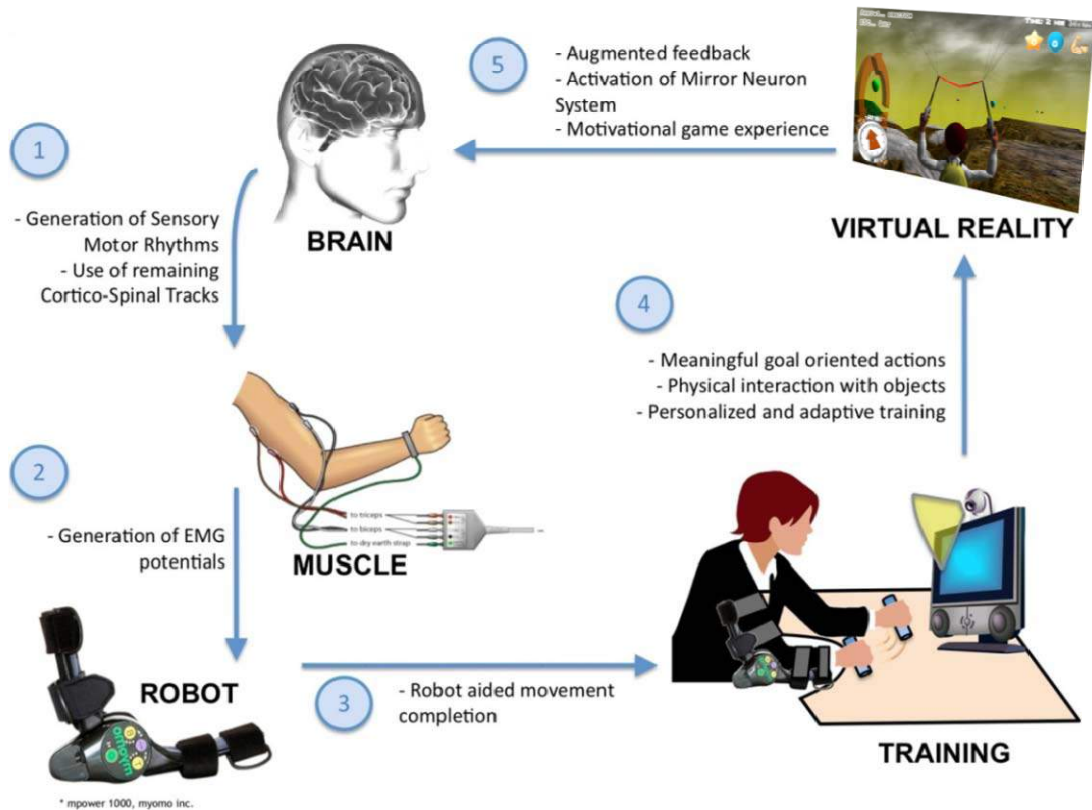 1
- Generation of Sensory
Motor Rhythms
- Use of remaining
Cortico-Spinal Tracks
BRAIN
5
- Augmented feedback
- Activation of Mirror Neuron
System
- Motivational game experience
VIRTUAL REALITY
4
- Meaningful goal oriented actions
- Physical interaction with objects
- Personalized and adaptive training
2
- Generation of EMG
potentials
to triceps
to biceps
to dry earth strap
MUSCLE
ROBOT
myomo
3
- Robot aided movement
completion
TRAINING
* mpower 1000, myomo inc.